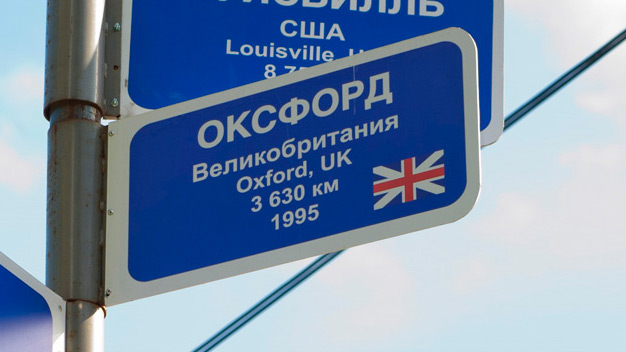 США
Louisville,
ОКСФОРД
Великобритания
Oxford, UK
3 630 км
1995